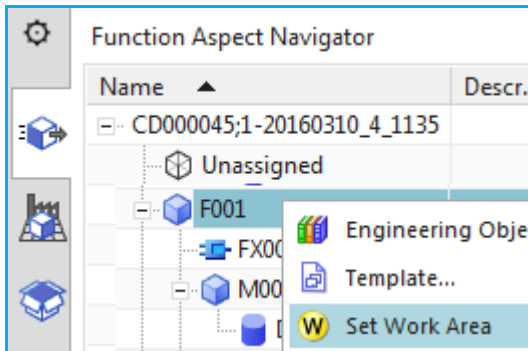 Function Aspect Navigator
Name Descr.
CD000045;1-20160310_4_1135
Unassigned
F001
Engineering Obje
FX00
Template...
M00
W Set Work Area